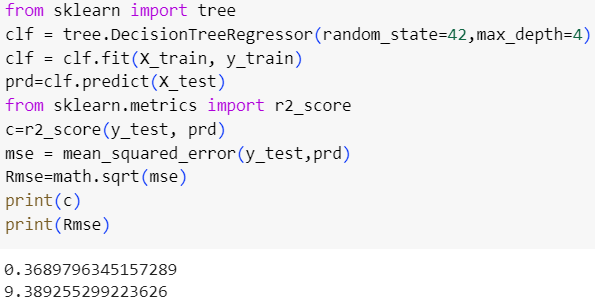 from sklearn import tree
clf = tree.DecisionTreeRegressor(random_state=42,max_depth=4)
clf = clf.fit(X_train, y_train)
prd=clf.predict(X_test)
from sklearn.metrics import r2_score
c=r2_score(y_test, prd)
mse = mean_squared_error(y_test,prd)
Rmse=math.sqrt(mse)
print(c)
print(Rmse)
0.3689796345157289
9.389255299223626